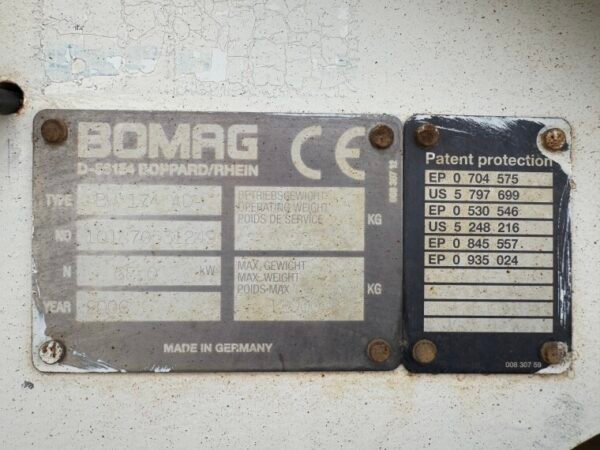 BOMAG
D-56154 BOPPARD/RHEIN
CE
TYPE
NO
N kW
YEAR 2006
BETRIEBSGEWICHT
OPERATING WEIGHT
POIDS DE SERVICE
KG
MAX. GEWICHT
MAX. WEIGHT
POIDS-MAX
KG
MADE IN GERMANY
Patent protection
EP 0 704 575
US 5 797 699
EP 0 530 546
US 5 248 216
EP 0 845 557
EP 0 935 024
008 307 59